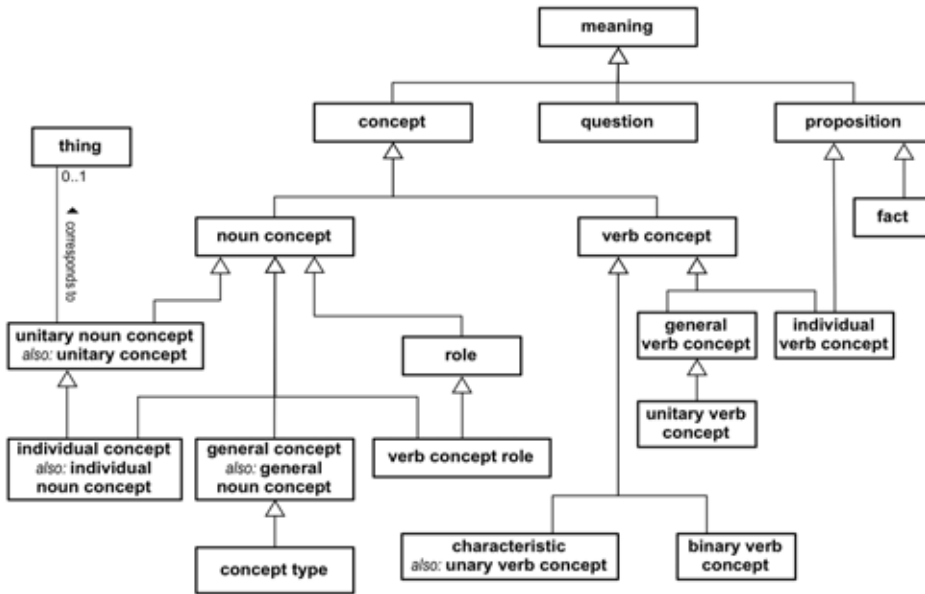 meaning
concept
question
proposition
thing
0..1
fact
corresponds to
noun concept
verb concept
unitary noun concept
also: unitary concept
role
general
verb concept
individual
verb concept
unitary verb
concept
individual concept
also: individual
noun concept
general concept
also: general
noun concept
verb concept role
characteristic
also: unary verb concept
binary verb
concept
concept type